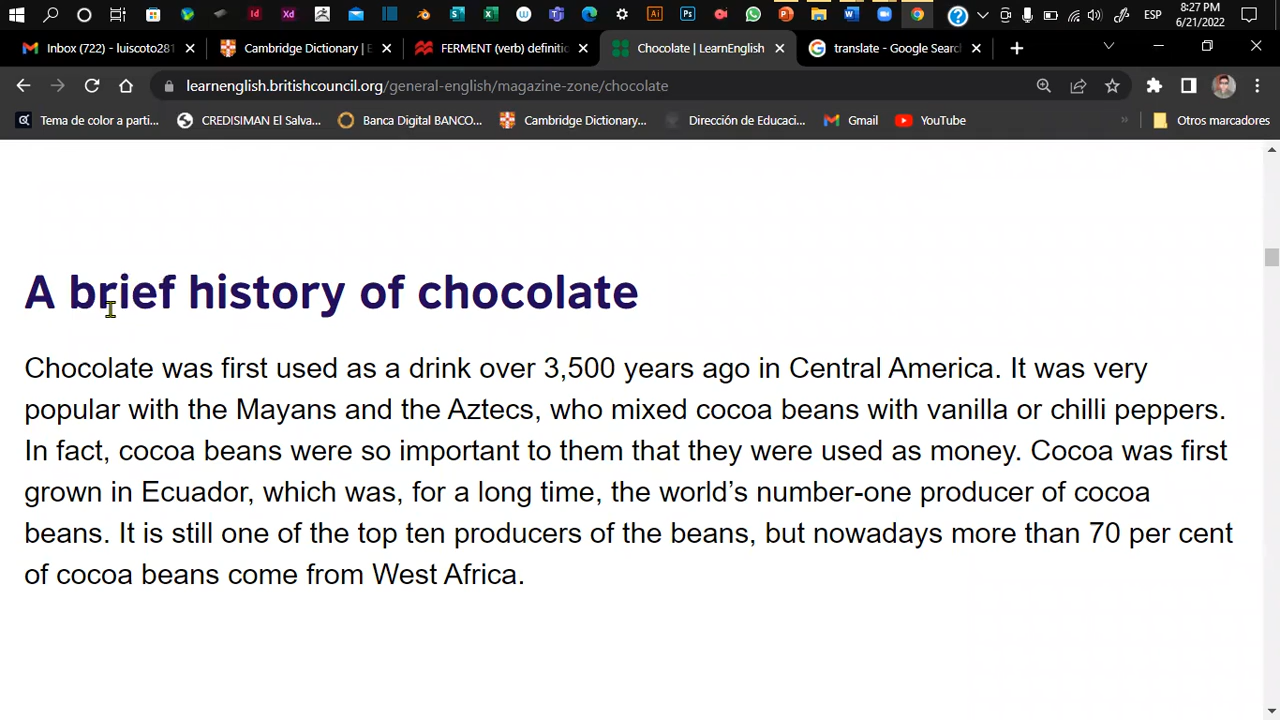 8:27 PM
ESP
6/21/2022
Inbox (722) - luiscoto281
Cambridge Dictionary | E
FERMENT (verb) definitio
Chocolate | LearnEnglish
translate - Google Searc
learnenglish.britishcouncil.org/general-english/magazine-zone/chocolate
Tema de color a parti...
CREDISIMAN El Salva...
Banca Digital BANCO...
Cambridge Dictionary...
Dirección de Educaci...
Gmail
YouTube
»
Otros marcadores
A brief history of chocolate
Chocolate was first used as a drink over 3,500 years ago in Central America. It was very
popular with the Mayans and the Aztecs, who mixed cocoa beans with vanilla or chilli peppers.
In fact, cocoa beans were so important to them that they were used as money. Cocoa was first
grown in Ecuador, which was, for a long time, the world’s number-one producer of cocoa
beans. It is still one of the top ten producers of the beans, but nowadays more than 70 per cent
of cocoa beans come from West Africa.